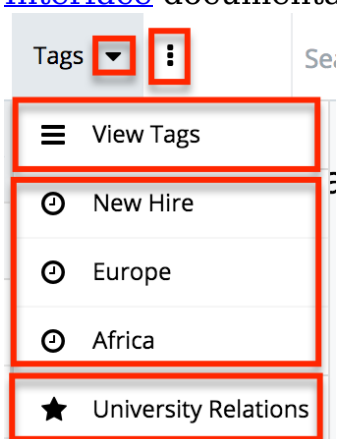 Tags
View Tags
New Hire
Europe
Africa
University Relations